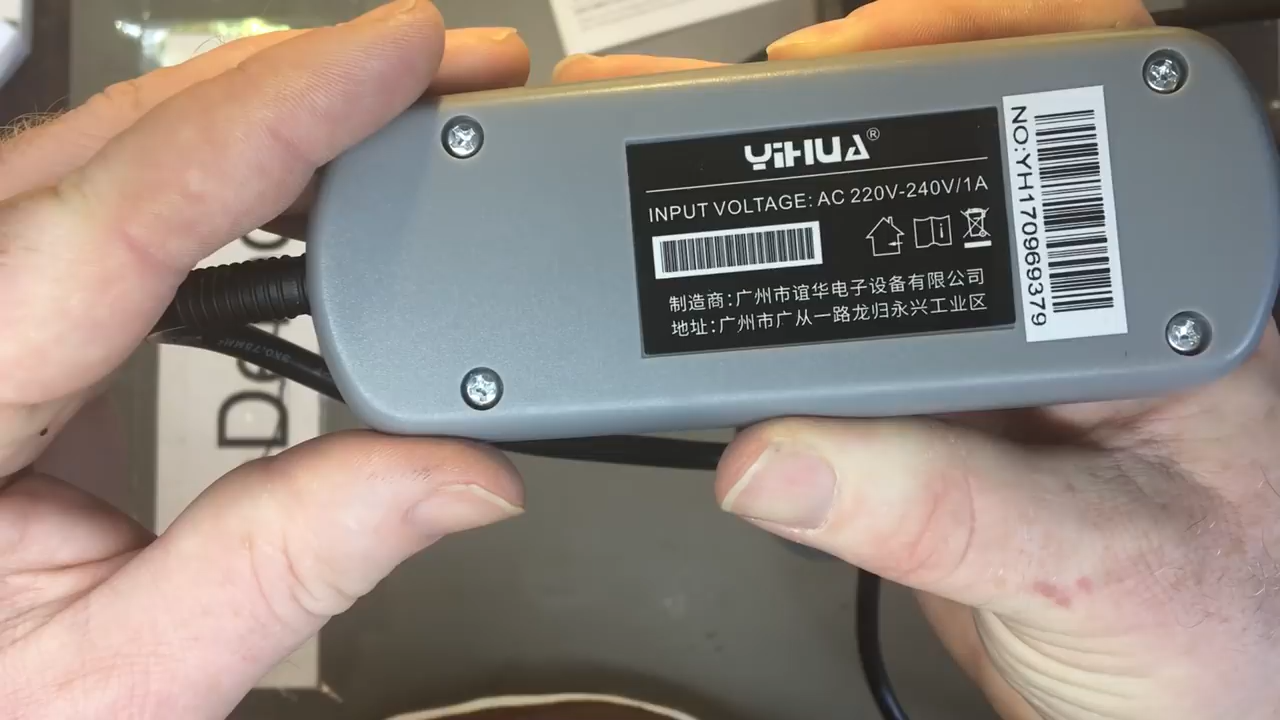 YIHUA®
INPUT VOLTAGE: AC 220V-240V/1A
制造商:广州市谊华电子设备有限公司
地址:广州市广从一路龙归永兴工业区
NO:YH170969379
De